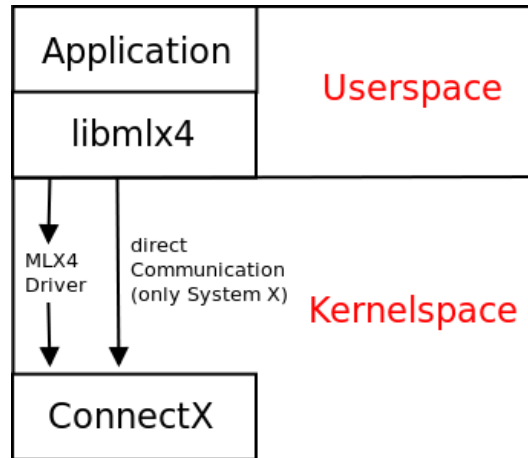 Application
Userspace
libmlx4
MLX4
Driver
direct
Communication
(only System X)
Kernelspace
ConnectX